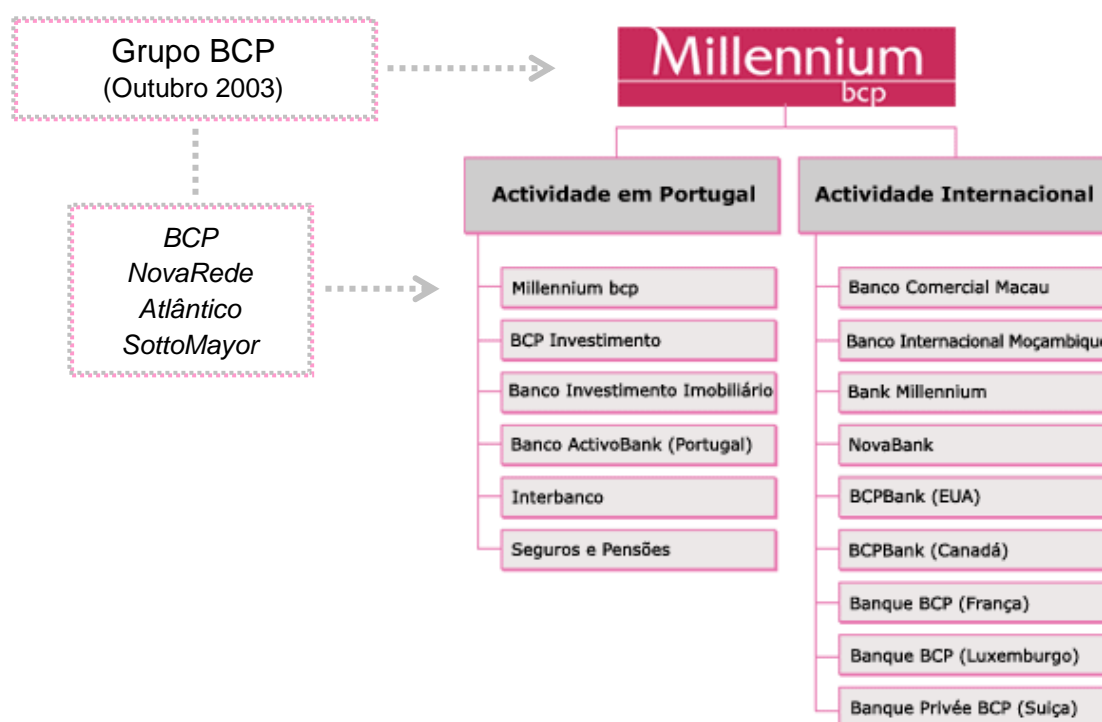 Grupo BCP
(Outubro 2003)
Millennium
bcp
BCP
NovaRede
Atlântico
SottoMayor
Actividade em Portugal
Millennium bcp
BCP Investimento
Banco Investimento Imobiliário
Banco ActivoBank (Portugal)
Interbanco
Seguros e Pensões
Actividade Internacional
Banco Comercial Macau
Banco Internacional Moçambique
Bank Millennium
NovaBank
BCPBank (EUA)
BCPBank (Canadá)
Banque BCP (França)
Banque BCP (Luxemburgo)
Banque Privée BCP (Suiça)